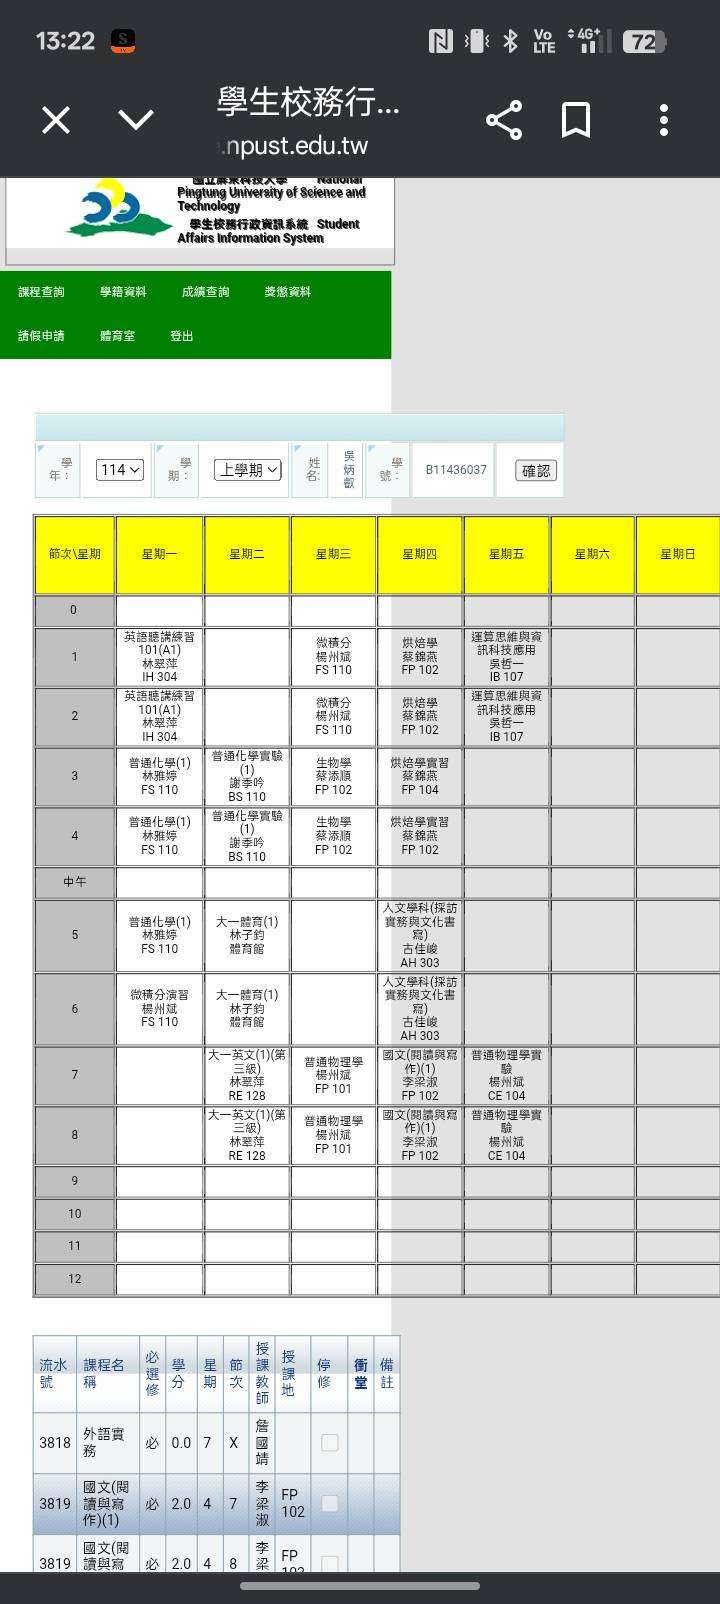 13:22
Vo LTE 4G+ 72
學生校務行...
.npust.edu.tw
國立屏東科技大學 National
Pingtung University of Science and
Technology
學生校務行政資訊系統 Student
Affairs Information System
課程查詢 學籍資料 成績查詢 獎懲資料
請假申請 體育室 登出
學年： 114 學期： 上學期 姓名: 吳炳叡 學號： B11436037 確認
節次\星期 星期一 星期二 星期三 星期四 星期五 星期六 星期日
0
1 英語聽講練習101(A1) 林翠萍 IH 304 微積分 楊州斌 FS 110 烘焙學 蔡錦燕 FP 102 運算思維與資訊科技應用 吳哲一 IB 107
2 英語聽講練習101(A1) 林翠萍 IH 304 微積分 楊州斌 FS 110 烘焙學 蔡錦燕 FP 102 運算思維與資訊科技應用 吳哲一 IB 107
3 普通化學(1) 林雅婷 FS 110 普通化學實驗(1) 謝季吟 BS 110 生物學 蔡添順 FP 102 烘焙學實習 蔡錦燕 FP 104
4 普通化學(1) 林雅婷 FS 110 普通化學實驗(1) 謝季吟 BS 110 生物學 蔡添順 FP 102 烘焙學實習 蔡錦燕 FP 102
中午
5 普通化學(1) 林雅婷 FS 110 大一體育(1) 林子鈞 體育館 人文學科(採訪實務與文化書寫) 古佳峻 AH 303
6 微積分演習 楊州斌 FS 110 大一體育(1) 林子鈞 體育館 人文學科(採訪實務與文化書寫) 古佳峻 AH 303
7 大一英文(1)(第三級) 林翠萍 RE 128 普通物理學 楊州斌 FP 101 國文(閱讀與寫作)(1) 李梁淑 FP 102 普通物理學實驗 楊州斌 CE 104
8 大一英文(1)(第三級) 林翠萍 RE 128 普通物理學 楊州斌 FP 101 國文(閱讀與寫作)(1) 李梁淑 FP 102 普通物理學實驗 楊州斌 CE 104
9
10
11
12
流水號 課程名稱 必選修 學分 星期 節次 授課教師 授課地 停修 衝堂 備註
3818 外語實務 必 0.0 7 X 詹國靖
3819 國文(閱讀與寫作)(1) 必 2.0 4 7 李梁淑 FP 102
3819 國文(閱讀與寫 必 2.0 4 8 李梁 FP 102